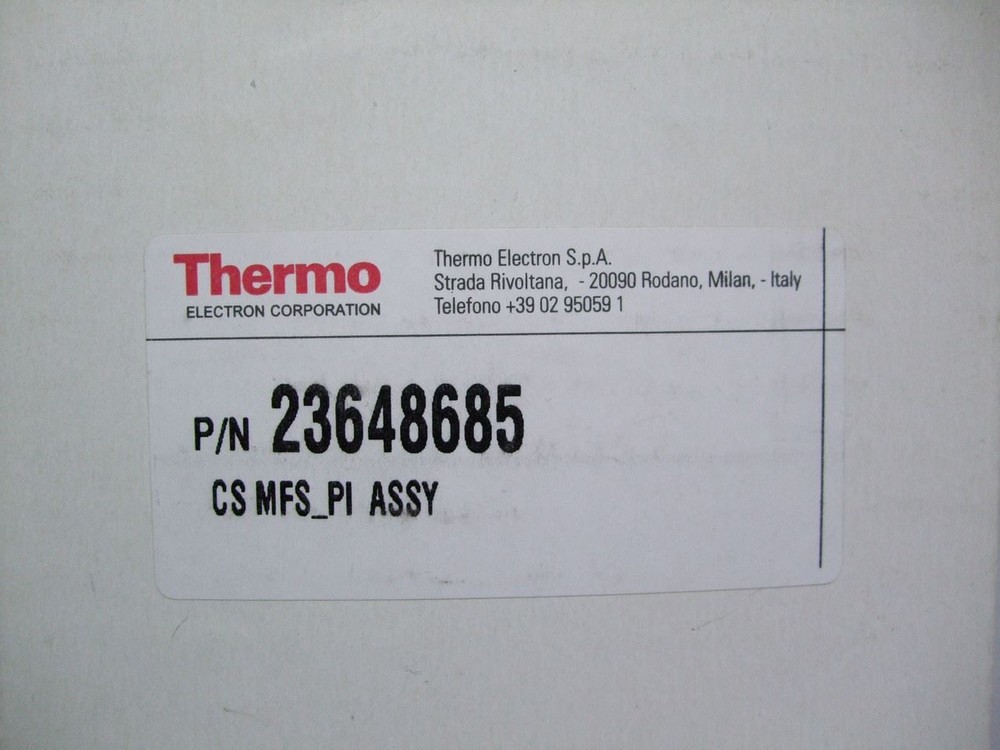 Thermo
ELECTRON CORPORATION
Thermo Electron S.p.A.
Strada Rivoltana, - 20090 Rodano, Milan, - Italy
Telefono +39 02 95059 1
P/N 23648685
CS MFS_PI ASSY